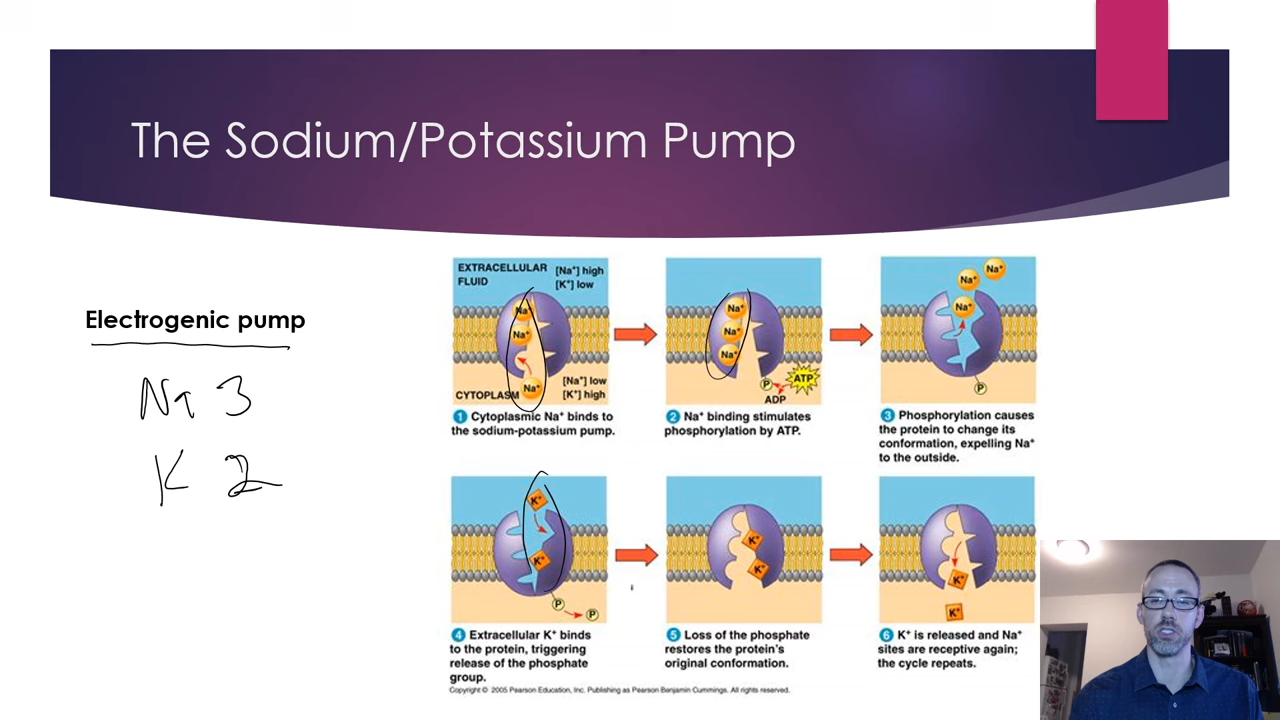 The Sodium/Potassium Pump
Electrogenic pump
Na 3
K 2
EXTRACELLULAR
FLUID
[Na⁺] high
[K⁺] low
Na⁺
Na⁺
Na⁺
CYTOPLASM
[Na⁺] low
[K⁺] high
1 Cytoplasmic Na⁺ binds to
the sodium-potassium pump.
Na⁺
Na⁺
Na⁺
P
ATP
ADP
2 Na⁺ binding stimulates
phosphorylation by ATP.
Na⁺
Na⁺
Na⁺
P
3 Phosphorylation causes
the protein to change its
conformation, expelling Na⁺
to the outside.
K⁺
K⁺
P
P
4 Extracellular K⁺ binds
to the protein, triggering
release of the phosphate
group.
K⁺
K⁺
5 Loss of the phosphate
restores the protein's
original conformation.
K⁺
K⁺
6 K⁺ is released and Na⁺
sites are receptive again;
the cycle repeats.
Copyright © 2005 Pearson Education, Inc. Publishing as Pearson Benjamin Cummings. All rights reserved.